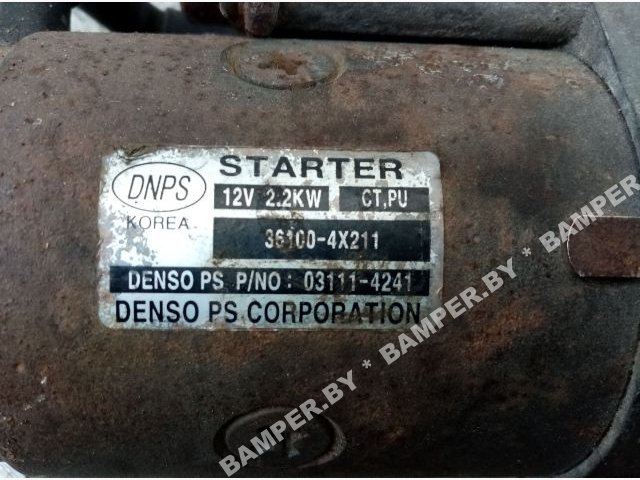 DNPS
KOREA
STARTER
12V 2.2KW CT,PU
36100-4X211
DENSO PS P/NO: 03111-4241
DENSO PS CORPORATION
BAMPER.BY * BAMPER.BY * BAMPER.BY